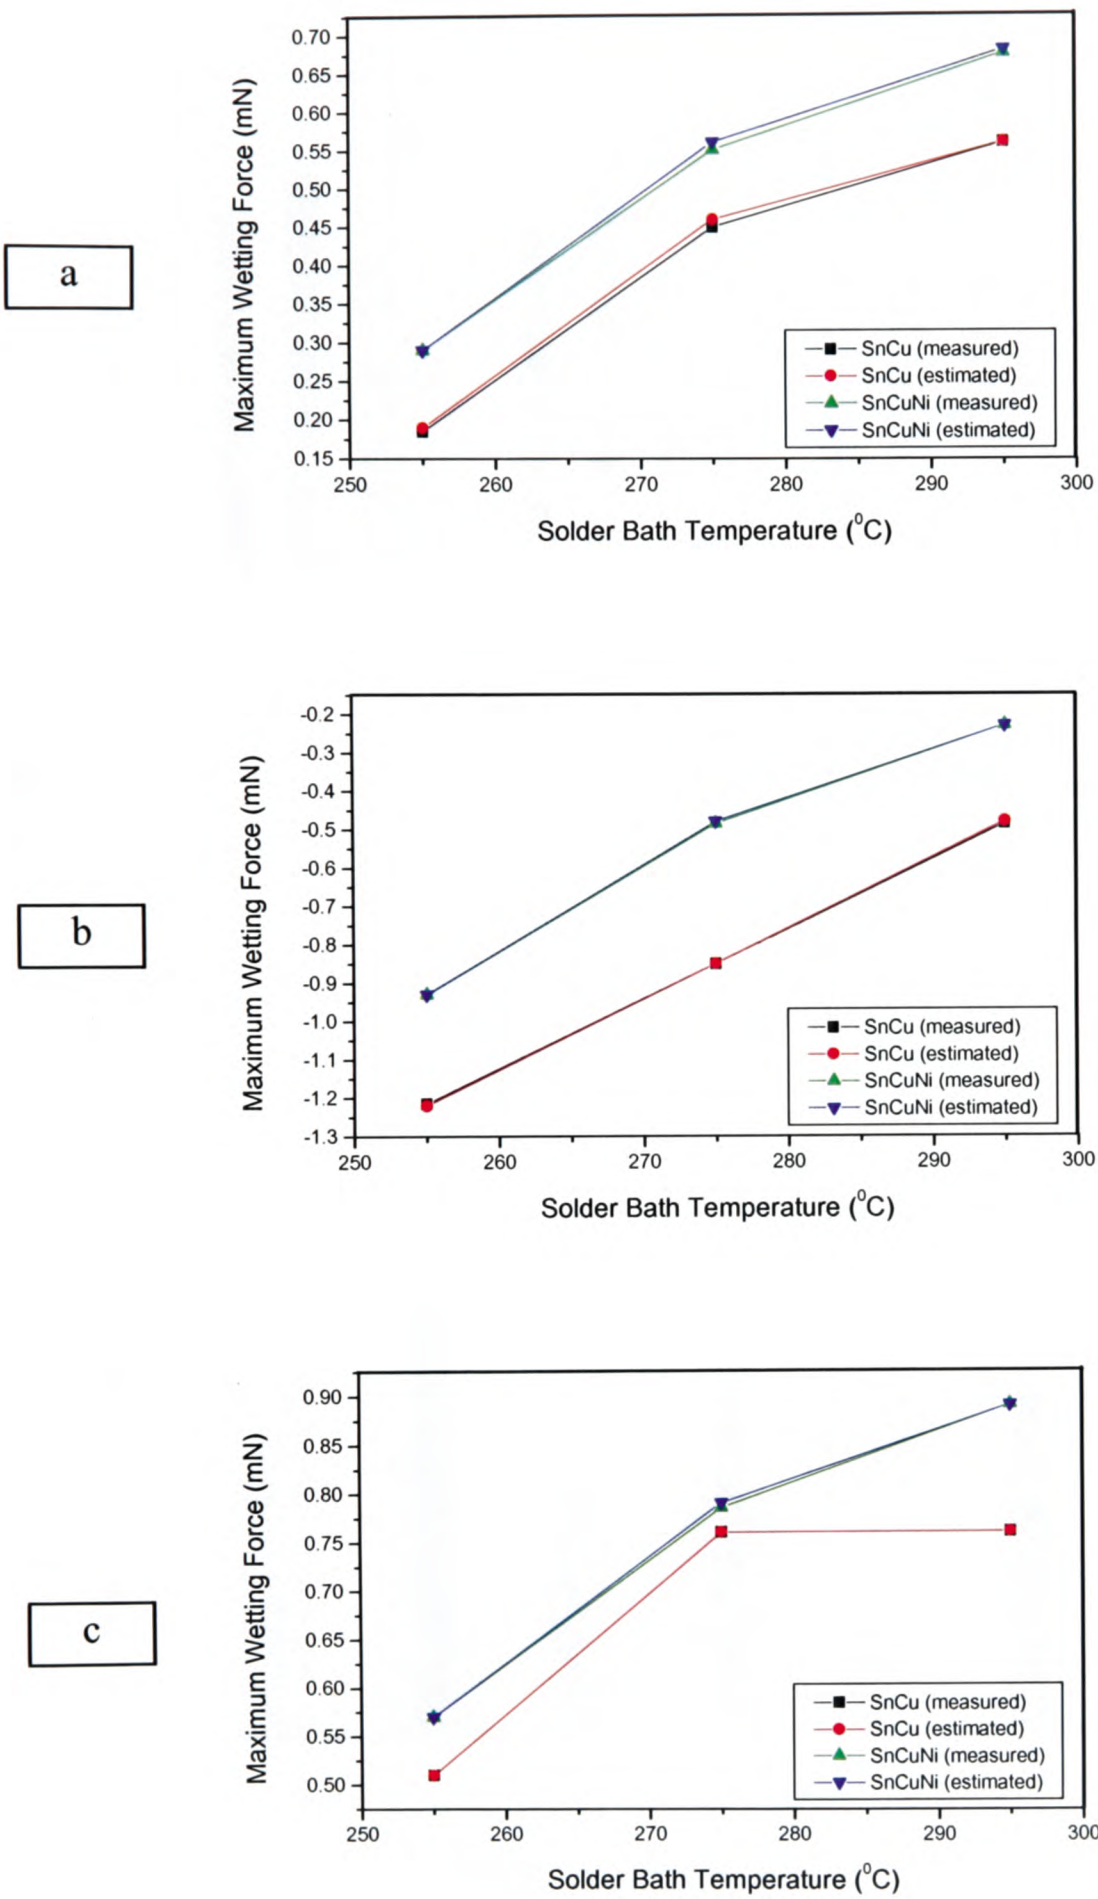 a
Maximum Wetting Force (mN)
0.70
0.65
0.60
0.55
0.50
0.45
0.40
0.35
0.30
0.25
0.20
0.15
SnCu (measured)
SnCu (estimated)
SnCuNi (measured)
SnCuNi (estimated)
250 260 270 280 290 300
Solder Bath Temperature (⁰C)
b
Maximum Wetting Force (mN)
-0.2
-0.3
-0.4
-0.5
-0.6
-0.7
-0.8
-0.9
-1.0
-1.1
-1.2
-1.3
SnCu (measured)
SnCu (estimated)
SnCuNi (measured)
SnCuNi (estimated)
250 260 270 280 290 300
Solder Bath Temperature (⁰C)
c
Maximum Wetting Force (mN)
0.90
0.85
0.80
0.75
0.70
0.65
0.60
0.55
0.50
SnCu (measured)
SnCu (estimated)
SnCuNi (measured)
SnCuNi (estimated)
250 260 270 280 290 300
Solder Bath Temperature (⁰C)